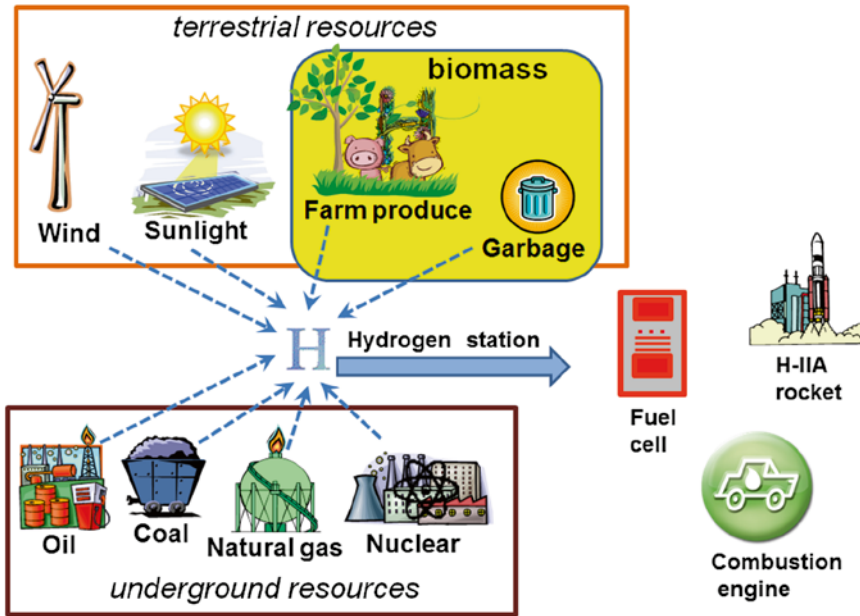 terrestrial resources
biomass
Wind
Sunlight
Farm produce
Garbage
H
Hydrogen station
Fuel
cell
H-IIA
rocket
Combustion
engine
Oil
Coal
Natural gas
Nuclear
underground resources